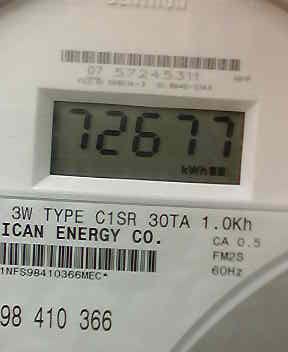 07 57245311
72677
kWh
3W TYPE C1SR 30TA 1.0Kh
ICAN ENERGY CO.
CA 0.5
FM2S
1NFS98410366MEC*
60Hz
98 410 366